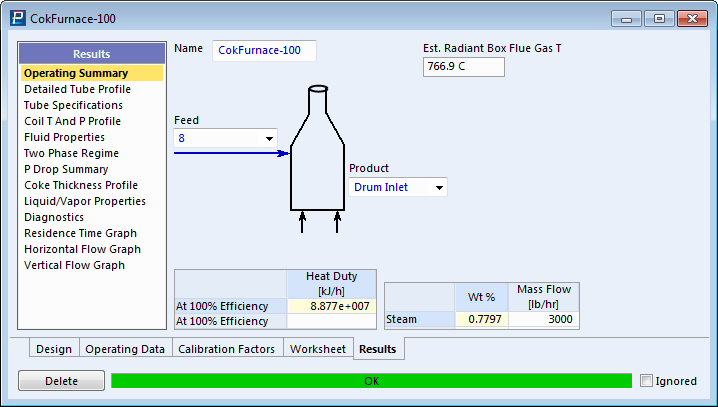 CokFurnace-100
Results
Operating Summary
Detailed Tube Profile
Tube Specifications
Coil T And P Profile
Fluid Properties
Two Phase Regime
P Drop Summary
Coke Thickness Profile
Liquid/Vapor Properties
Diagnostics
Residence Time Graph
Horizontal Flow Graph
Vertical Flow Graph
Name CokFurnace-100
Est. Radiant Box Flue Gas T
766.9 C
Feed
8
Product
Drum Inlet
Heat Duty
[kJ/h]
At 100% Efficiency 8.877e+007
At 100% Efficiency
Wt % Mass Flow
[lb/hr]
Steam 0.7797 3000
Design Operating Data Calibration Factors Worksheet Results
Delete OK Ignored